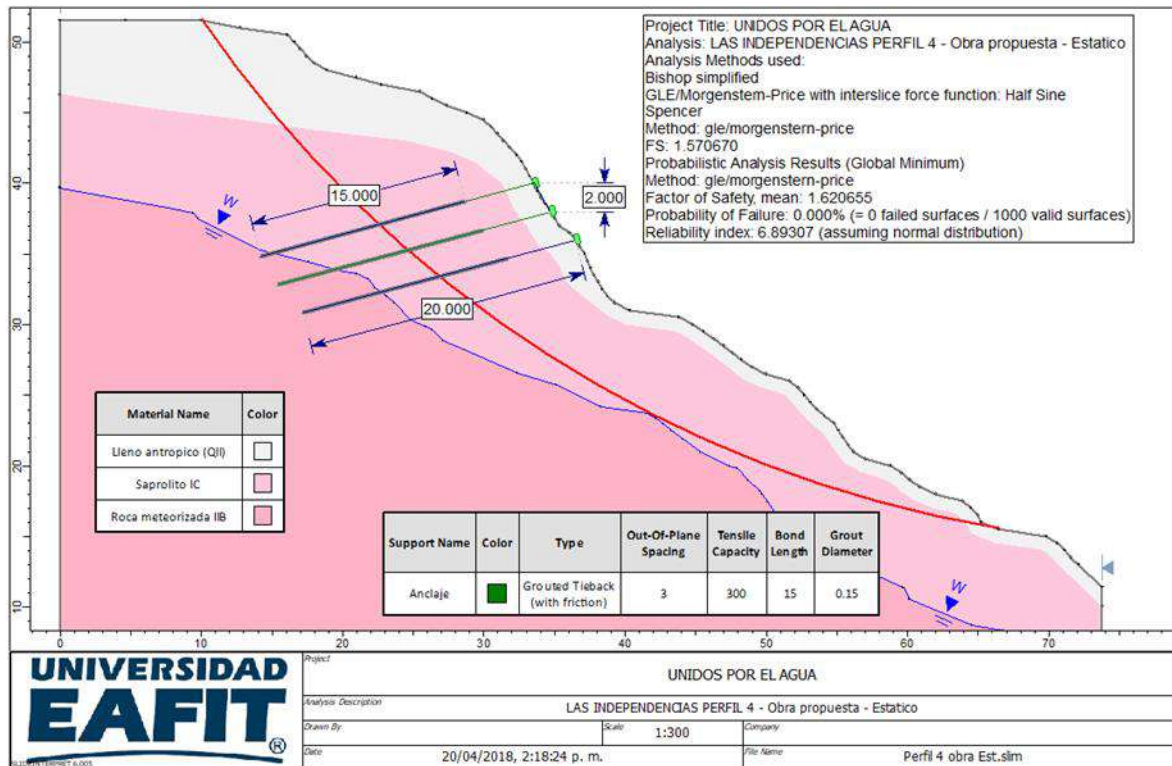 Project Title: UNIDOS POR EL AGUA
Analysis: LAS INDEPENDENCIAS PERFIL 4 - Obra propuesta - Estatico
Analysis Methods used:
Bishop simplified
GLE/Morgenstern-Price with interslice force function: Half Sine
Spencer
Method: gle/morgenstern-price
FS: 1.570670
Probabilistic Analysis Results (Global Minimum)
Method: gle/morgenstern-price
Factor of Safety, mean: 1.620655
Probability of Failure: 0.000% (= 0 failed surfaces / 1000 valid surfaces)
Reliability index: 6.89307 (assuming normal distribution)
50
40
30
20
10
W
15.000
2.000
20.000
Material Name Color
Lleno antropico (QII)
Saprolito IC
Roca meteorizada IIB
Support Name Color Type Out-Of-Plane Spacing Tensile Capacity Bond Length Grout Diameter
Anclaje Grouted Tieback (with friction) 3 300 15 0.15
W
0 10 20 30 40 50 60 70
UNIVERSIDAD
EAFIT®
SLIDEINTERPRET 6.005
Project
UNIDOS POR EL AGUA
Analysis Description
LAS INDEPENDENCIAS PERFIL 4 - Obra propuesta - Estatico
Drawn By
Scale 1:300
Company
Date 20/04/2018, 2:18:24 p. m.
File Name Perfil 4 obra Est.slim